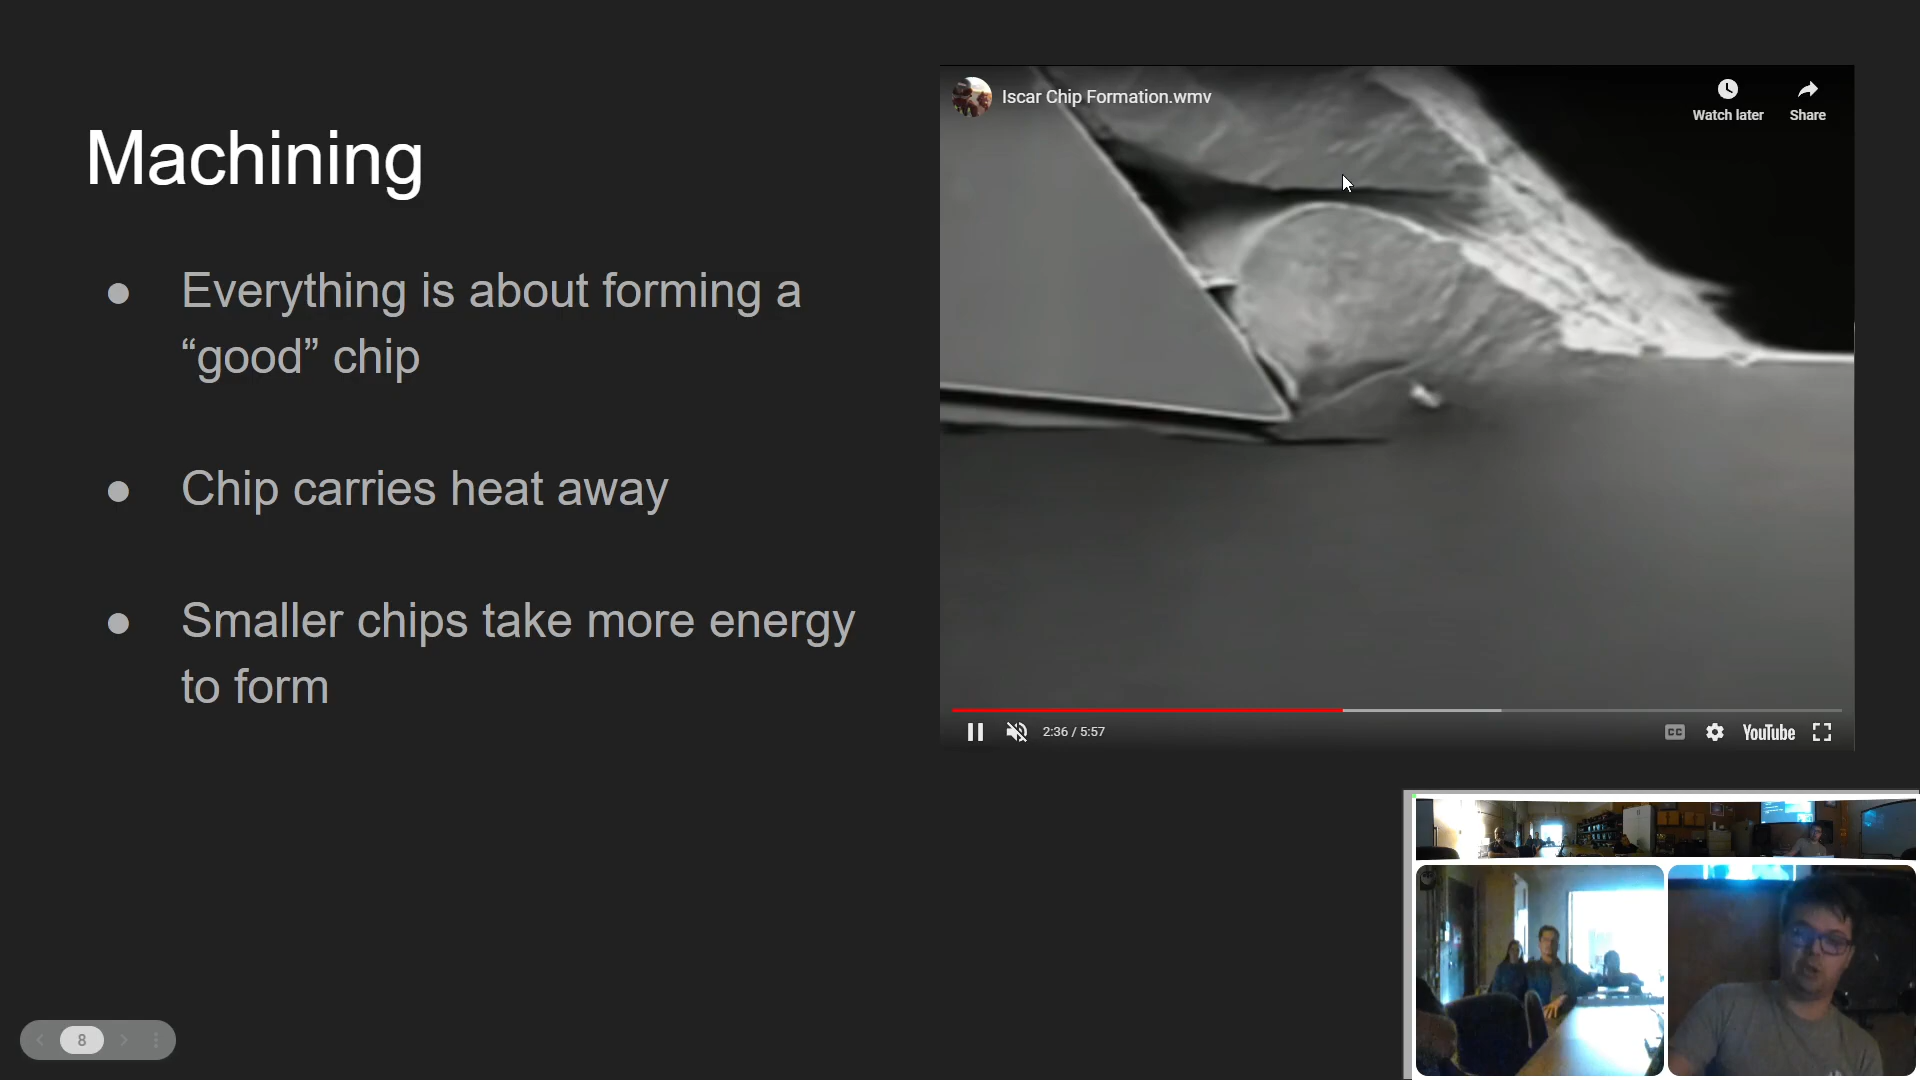 Machining
● Everything is about forming a
“good” chip
● Chip carries heat away
● Smaller chips take more energy
to form
Iscar Chip Formation.wmv
Watch later
Share
2:36 / 5:57
CC
YouTube
8